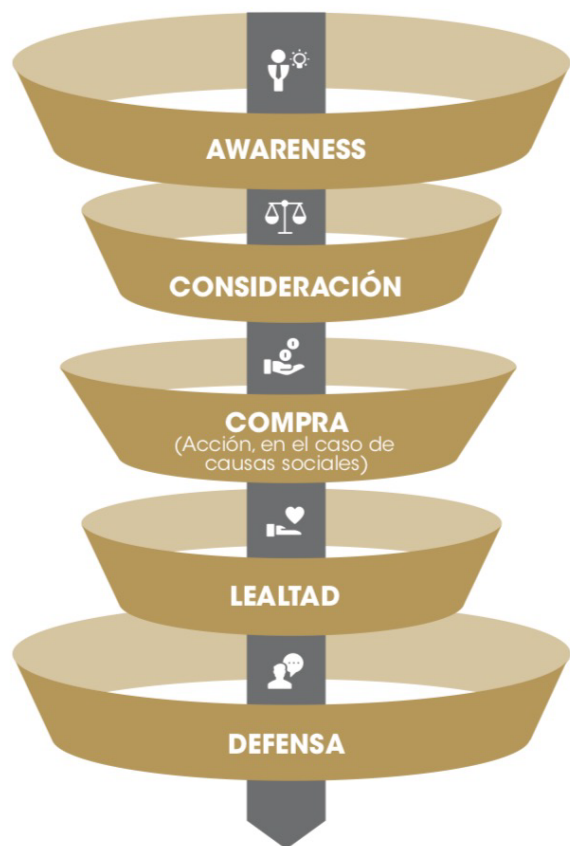 AWARENESS
CONSIDERACIÓN
COMPRA
(Acción, en el caso de
causas sociales)
LEALTAD
DEFENSA